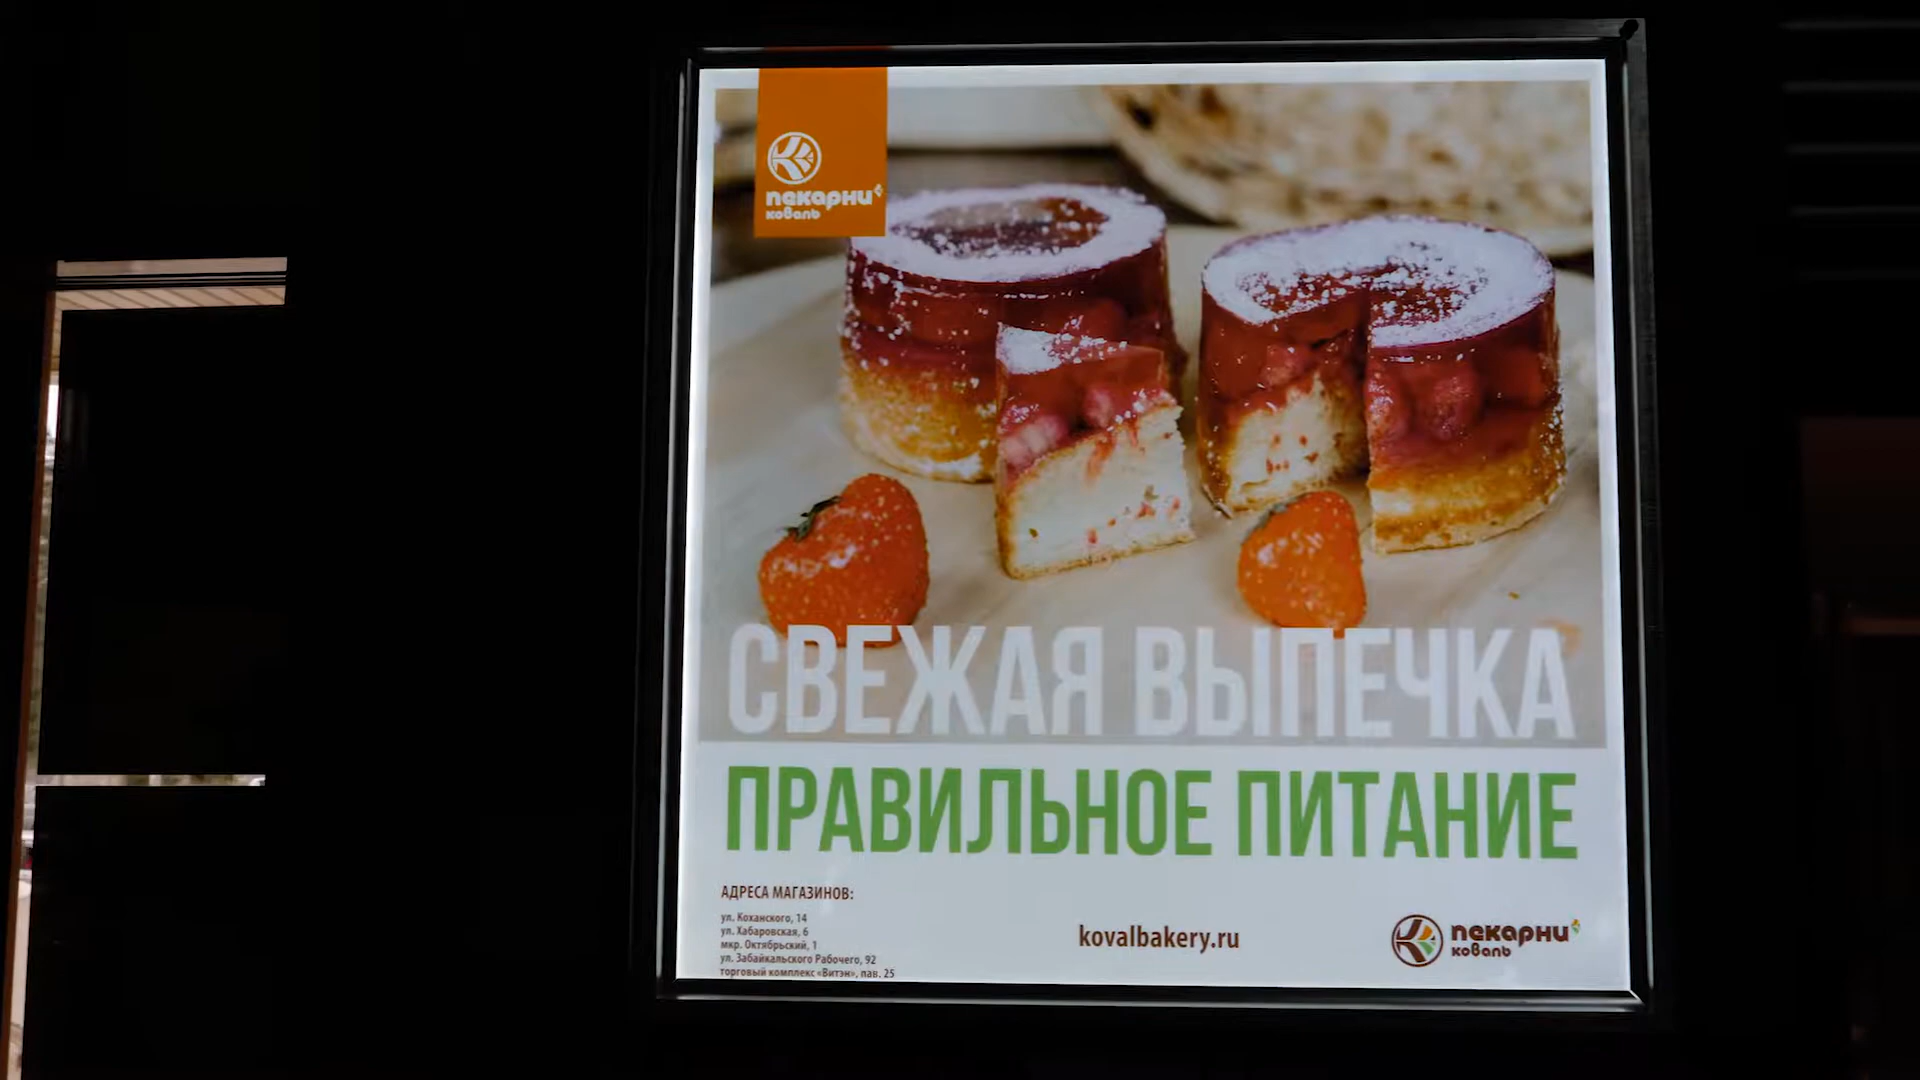 пекарни
коваль
СВЕЖАЯ ВЫПЕЧКА
ПРАВИЛЬНОЕ ПИТАНИЕ
АДРЕСА МАГАЗИНОВ:
ул. Коханского, 14
ул. Хабаровская, 6
мкр. Октябрьский, 1
ул. Забайкальского Рабочего, 92
торговый комплекс «Витэн», пав. 25
kovalbakery.ru
пекарни
коваль